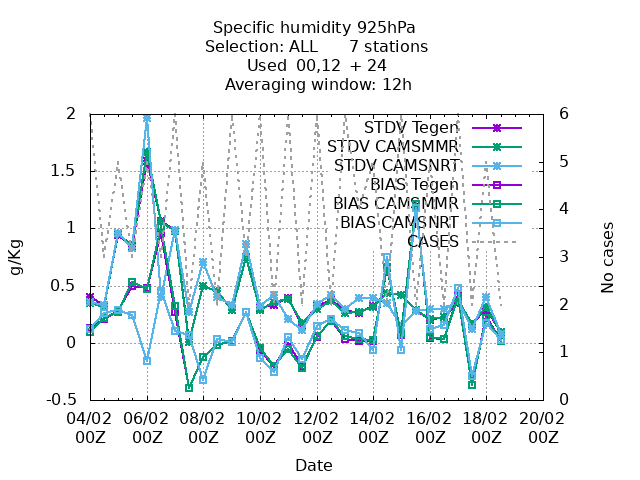 Specific humidity 925hPa
Selection: ALL 7 stations
Used 00,12 + 24
Averaging window: 12h
2
1.5
1
0.5
0
-0.5
g/Kg
6
5
4
3
2
1
0
No cases
STDV Tegen
STDV CAMSMMR
STDV CAMSNRT
BIAS Tegen
BIAS CAMSMMR
BIAS CAMSNRT
CASES
04/02 06/02 08/02 10/02 12/02 14/02 16/02 18/02 20/02
00Z 00Z 00Z 00Z 00Z 00Z 00Z 00Z 00Z
Date